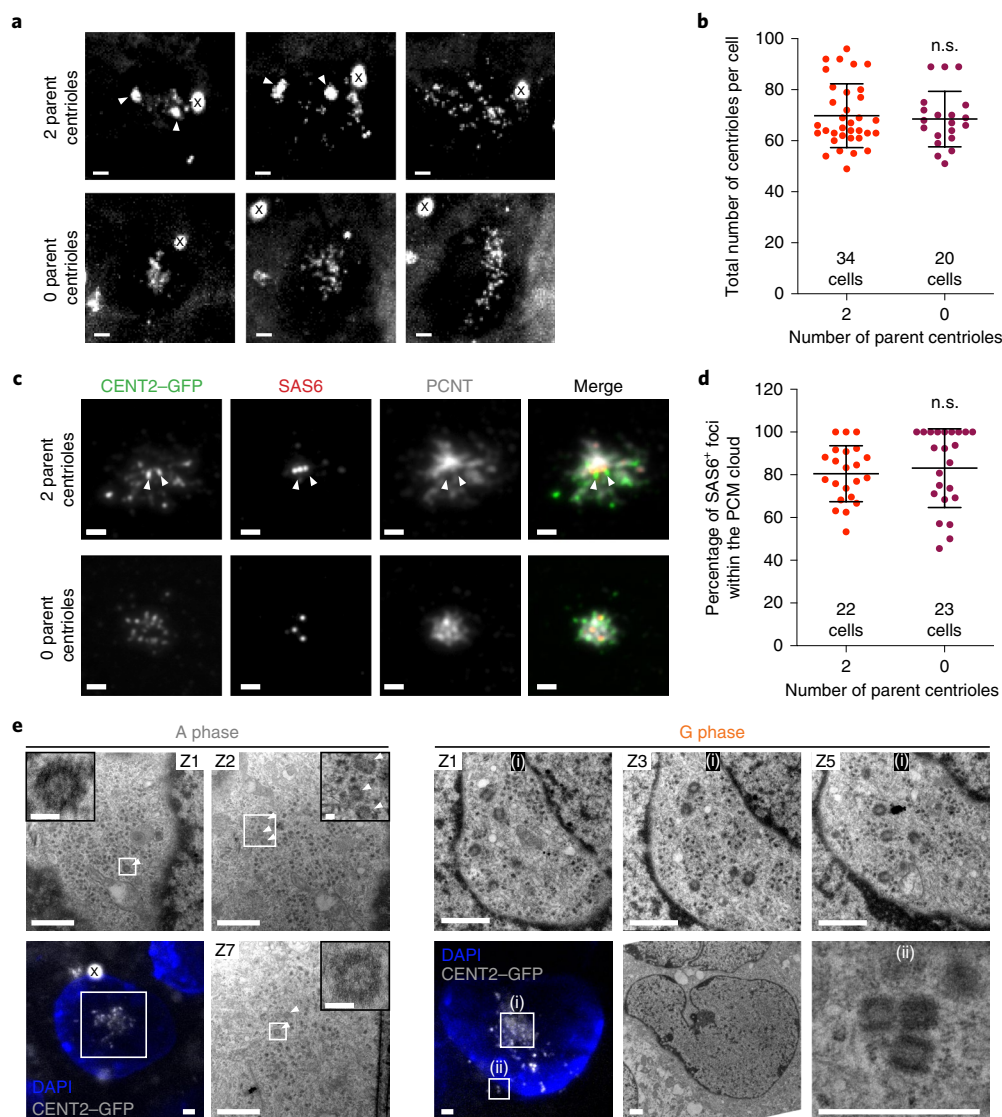 a
2 parent
centrioles
x
x
x
0 parent
centrioles
x
x
x
b
Total number of centrioles per cell
100
80
60
40
20
0
n.s.
34
cells
20
cells
2
0
Number of parent centrioles
c
CENT2–GFP
SAS6
PCNT
Merge
2 parent
centrioles
0 parent
centrioles
d
Percentage of SAS6+ foci
within the PCM cloud
120
100
80
60
40
20
0
n.s.
22
cells
23
cells
2
0
Number of parent centrioles
e
A phase
G phase
Z1
Z2
Z1
(i)
Z3
(i)
Z5
(i)
x
DAPI
CENT2–GFP
Z7
DAPI
CENT2–GFP
(i)
(ii)
(ii)